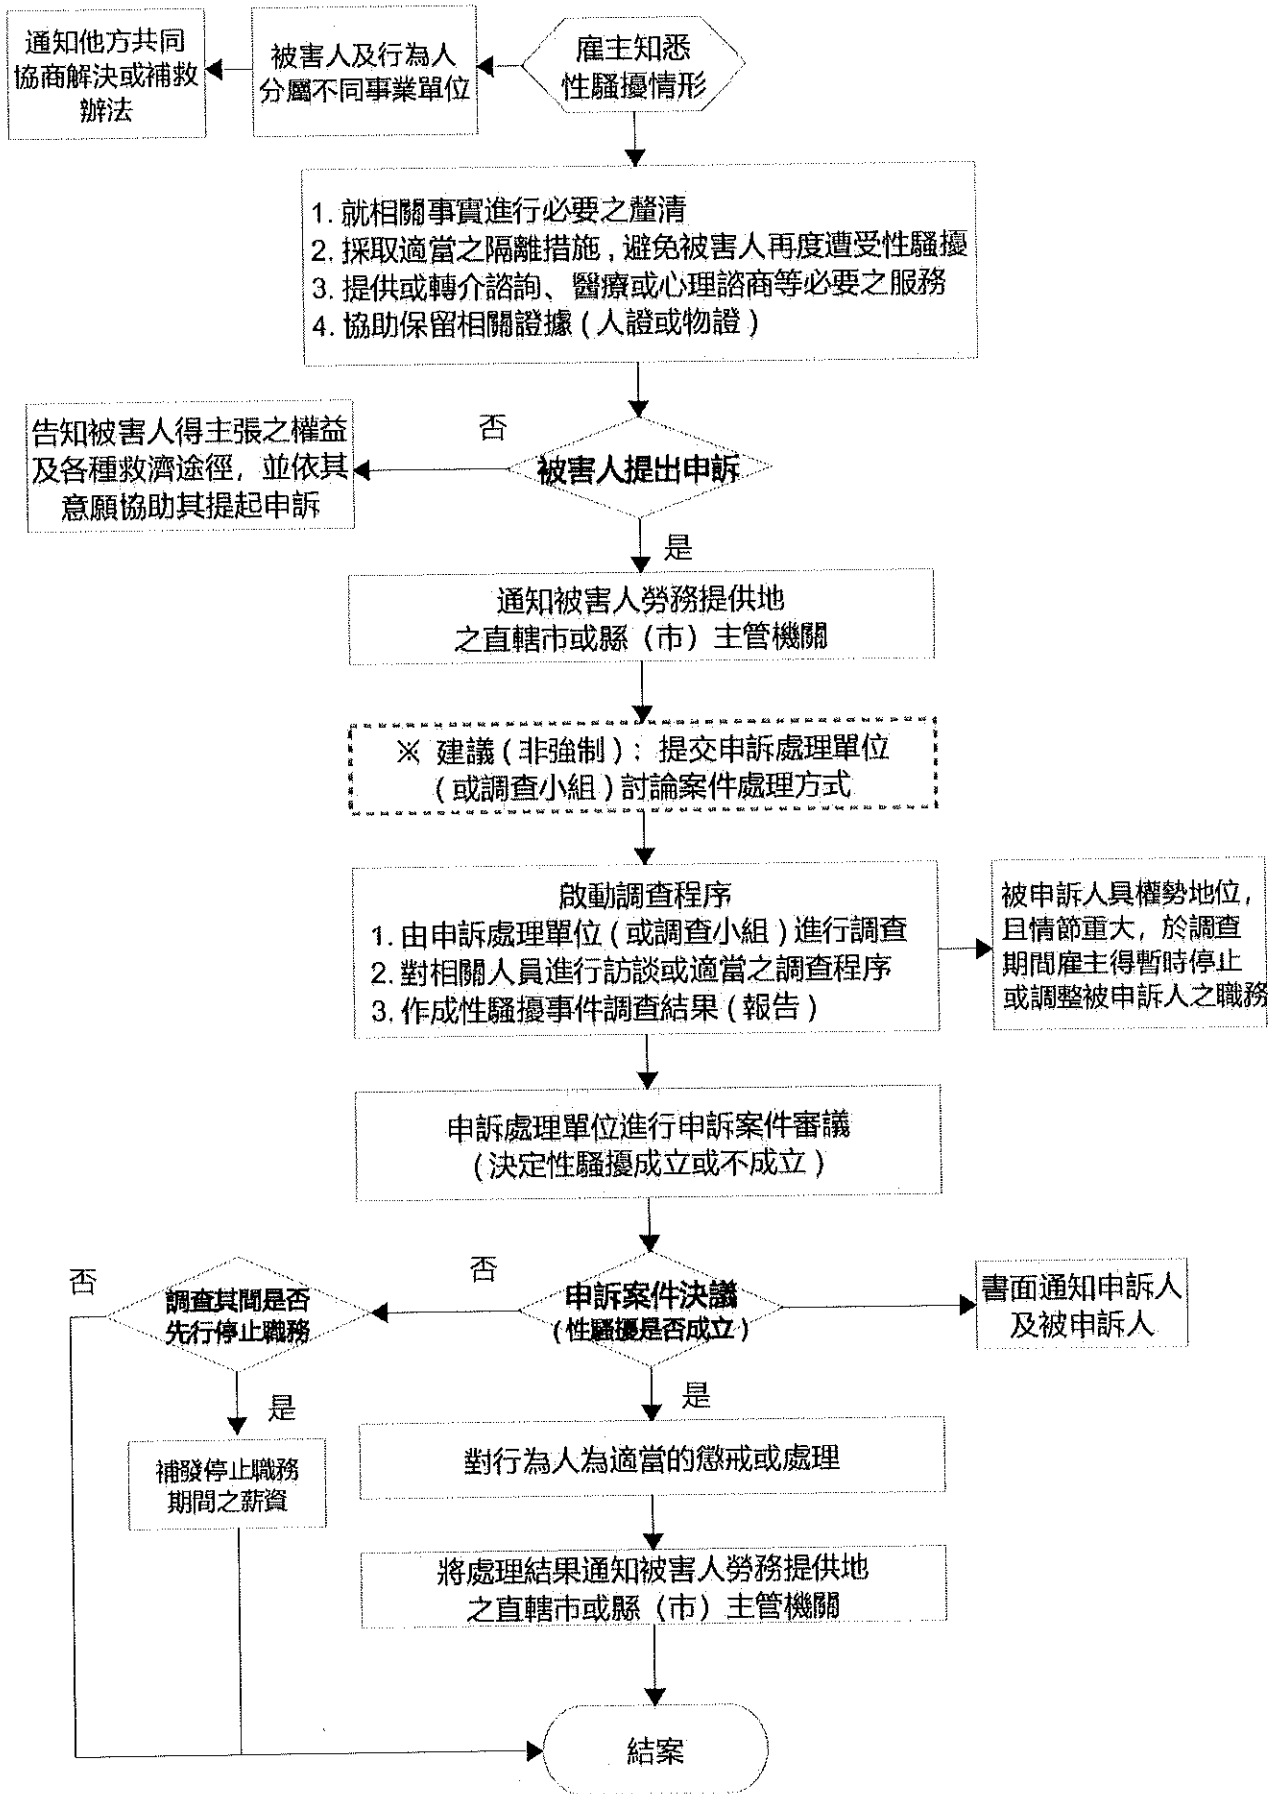 雇主知悉
性騷擾情形
被害人及行為人
分屬不同事業單位
通知他方共同
協商解決或補救
辦法
1. 就相關事實進行必要之釐清
2. 採取適當之隔離措施,避免被害人再度遭受性騷擾
3. 提供或轉介諮詢、醫療或心理諮商等必要之服務
4. 協助保留相關證據(人證或物證)
被害人提出申訴
否
告知被害人得主張之權益
及各種救濟途徑,並依其
意願協助其提起申訴
是
通知被害人勞務提供地
之直轄市或縣(市)主管機關
※ 建議(非強制):提交申訴處理單位
(或調查小組)討論案件處理方式
啟動調查程序
1. 由申訴處理單位(或調查小組)進行調查
2. 對相關人員進行訪談或適當之調查程序
3. 作成性騷擾事件調查結果(報告)
被申訴人具權勢地位,
且情節重大,於調查
期間雇主得暫時停止
或調整被申訴人之職務
申訴處理單位進行申訴案件審議
(決定性騷擾成立或不成立)
申訴案件決議
(性騷擾是否成立)
書面通知申訴人
及被申訴人
否
調查其間是否
先行停止職務
否
是
補發停止職務
期間之薪資
是
對行為人為適當的懲戒或處理
將處理結果通知被害人勞務提供地
之直轄市或縣(市)主管機關
結案